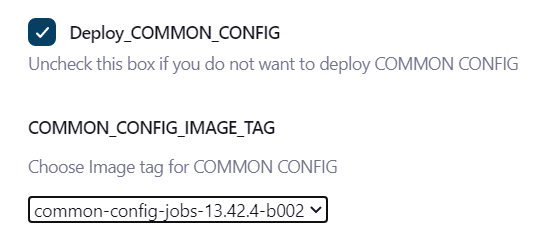 Deploy_COMMON_CONFIG
Uncheck this box if you do not want to deploy COMMON CONFIG
COMMON_CONFIG_IMAGE_TAG
Choose Image tag for COMMON CONFIG
common-config-jobs-13.42.4-b002